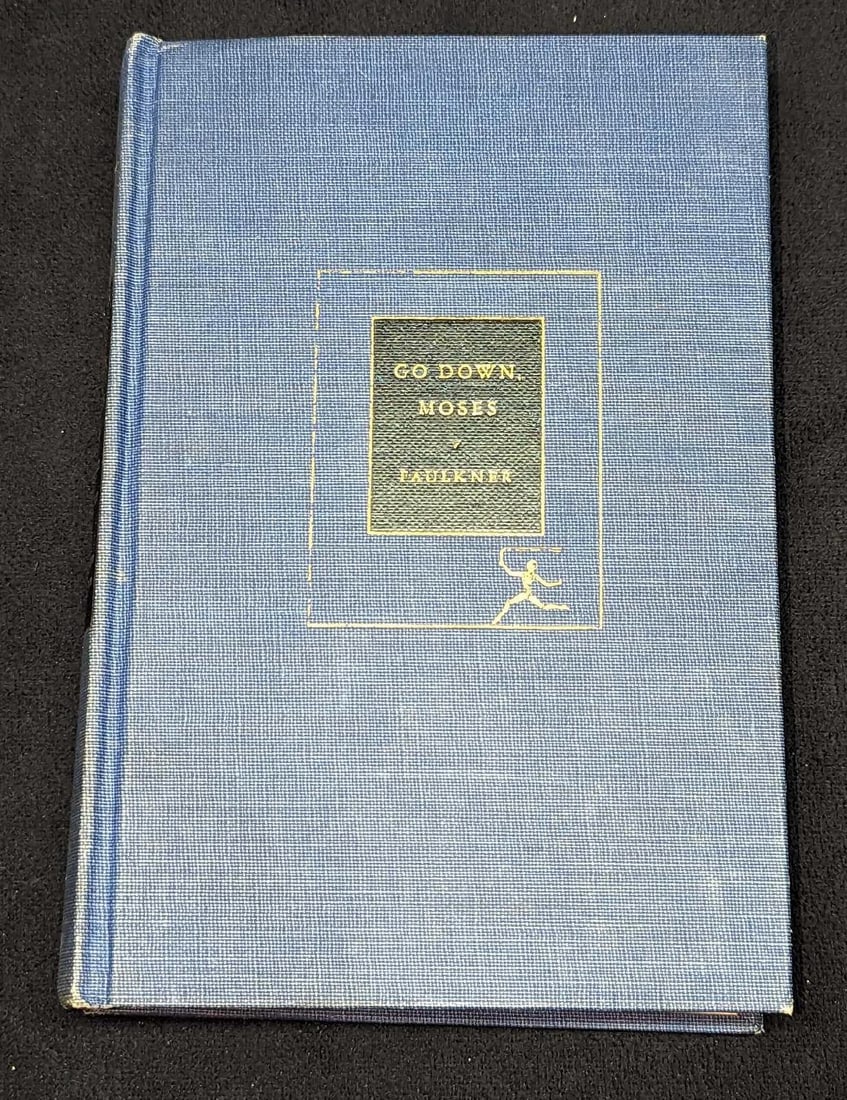 GO DOWN,
MOSES
FAULKNER